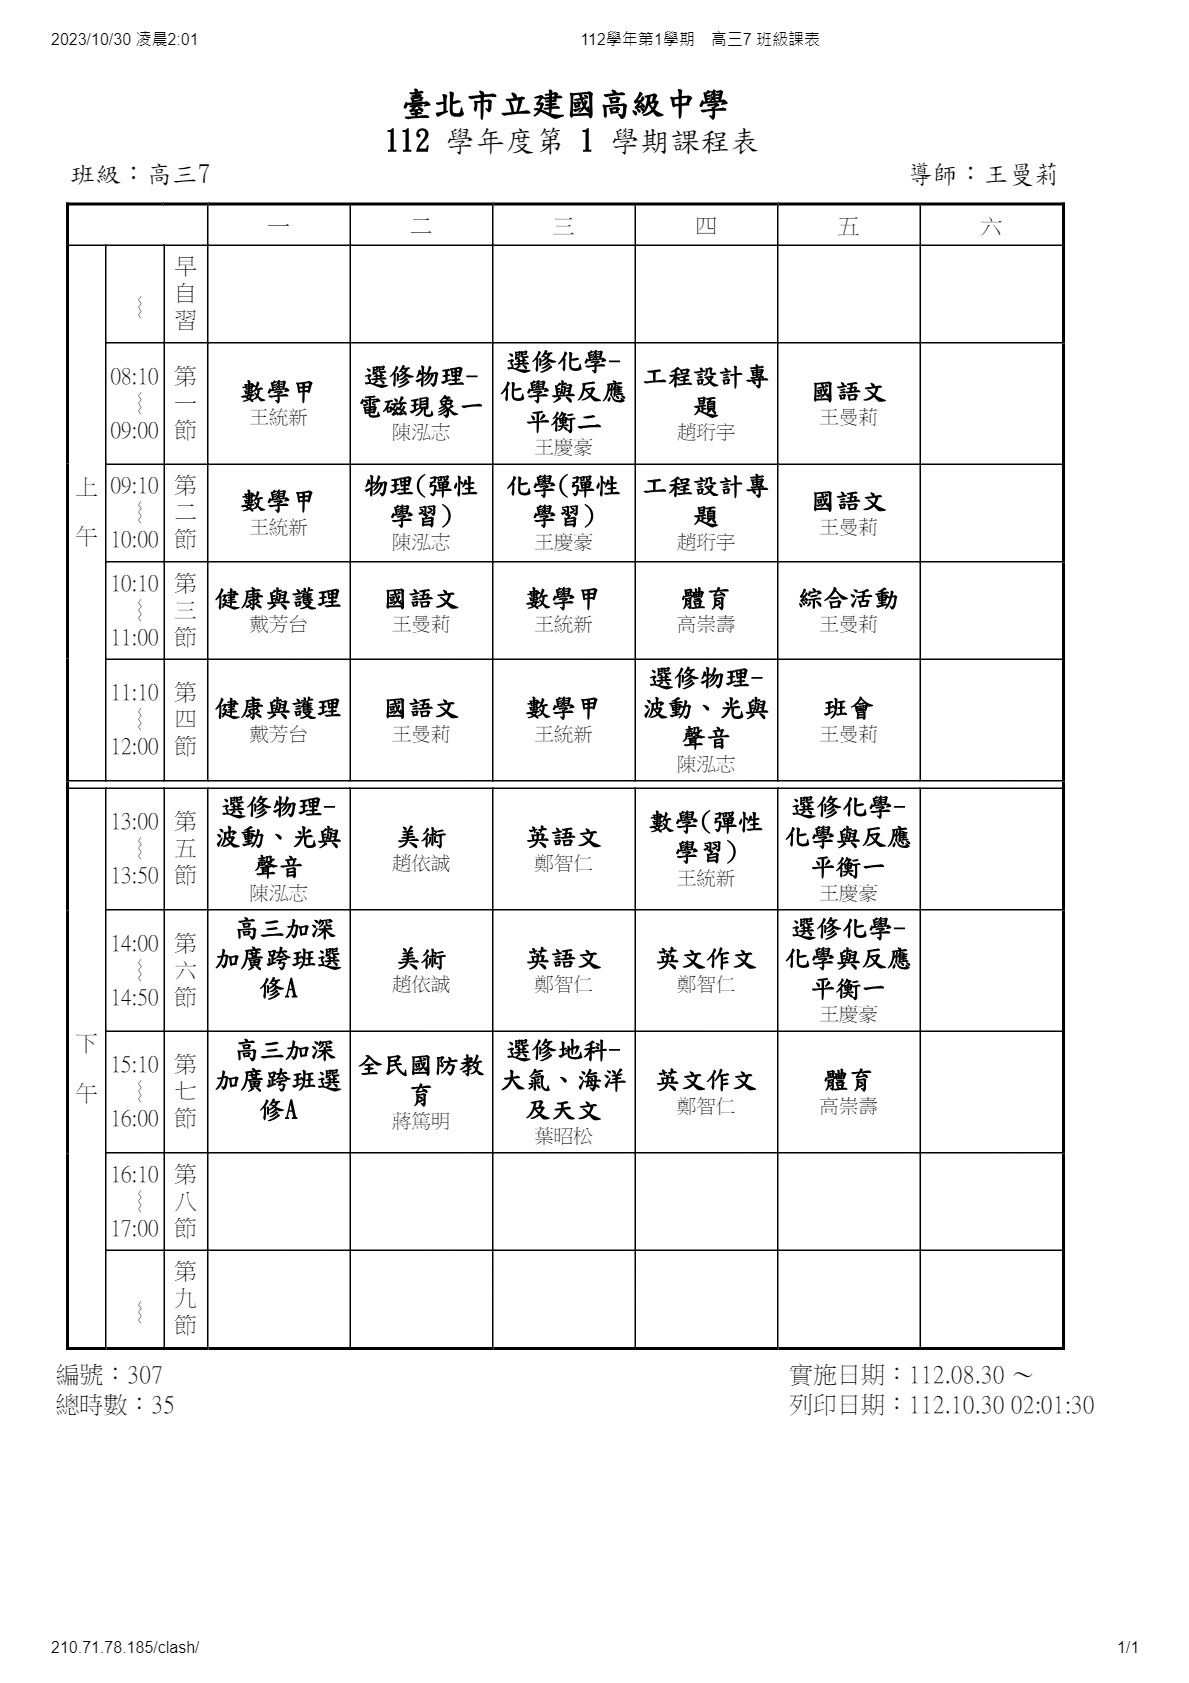 2023/10/30 凌晨2:01
112學年第1學期 高三7 班級課表
臺北市立建國高級中學
112 學年度第 1 學期課程表
班級：高三7
導師：王曼莉
一 二 三 四 五 六
上午
～
早自習
08:10
～
09:00
第一節
數學甲
王統新
選修物理-
電磁現象一
陳泓志
選修化學-
化學與反應
平衡二
王慶豪
工程設計專
題
趙珩宇
國語文
王曼莉
09:10
～
10:00
第二節
數學甲
王統新
物理(彈性
學習)
陳泓志
化學(彈性
學習)
王慶豪
工程設計專
題
趙珩宇
國語文
王曼莉
10:10
～
11:00
第三節
健康與護理
戴芳台
國語文
王曼莉
數學甲
王統新
體育
高崇壽
綜合活動
王曼莉
11:10
～
12:00
第四節
健康與護理
戴芳台
國語文
王曼莉
數學甲
王統新
選修物理-
波動、光與
聲音
陳泓志
班會
王曼莉
下午
13:00
～
13:50
第五節
選修物理-
波動、光與
聲音
陳泓志
美術
趙依誠
英語文
鄭智仁
數學(彈性
學習)
王統新
選修化學-
化學與反應
平衡一
王慶豪
14:00
～
14:50
第六節
高三加深
加廣跨班選
修A
美術
趙依誠
英語文
鄭智仁
英文作文
鄭智仁
選修化學-
化學與反應
平衡一
王慶豪
15:10
～
16:00
第七節
高三加深
加廣跨班選
修A
全民國防教
育
蔣篤明
選修地科-
大氣、海洋
及天文
葉昭松
英文作文
鄭智仁
體育
高崇壽
16:10
～
17:00
第八節
～
第九節
編號：307
實施日期：112.08.30 ～
總時數：35
列印日期：112.10.30 02:01:30
210.71.78.185/clash/
1/1